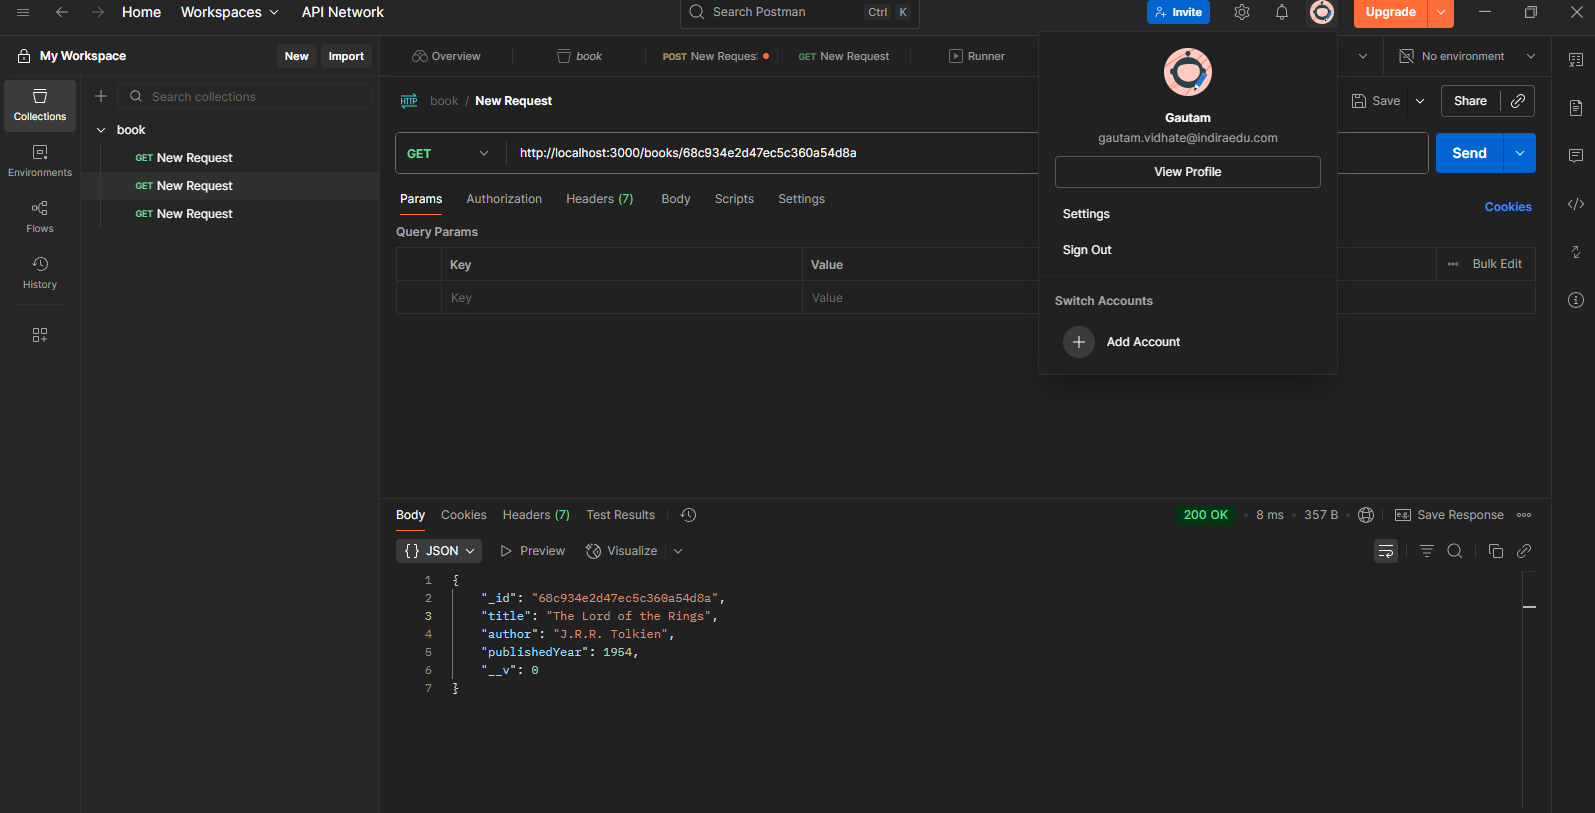 Home Workspaces API Network Search Postman Ctrl K Invite Upgrade
My Workspace New Import Overview book POST New Reques GET New Request Runner No environment
Collections
Environments
Flows
History
Search collections
book
GET New Request
GET New Request
GET New Request
HTTP book / New Request Save Share
GET http://localhost:3000/books/68c934e2d47ec5c360a54d8a Send
Params Authorization Headers (7) Body Scripts Settings Cookies
Query Params
Key Value Bulk Edit
Key Value
Gautam
gautam.vidhate@indiraedu.com
View Profile
Settings
Sign Out
Switch Accounts
Add Account
Body Cookies Headers (7) Test Results 200 OK 8 ms 357 B e.g. Save Response
{} JSON Preview Visualize
1 {
2 "_id": "68c934e2d47ec5c360a54d8a",
3 "title": "The Lord of the Rings",
4 "author": "J.R.R. Tolkien",
5 "publishedYear": 1954,
6 "__v": 0
7 }